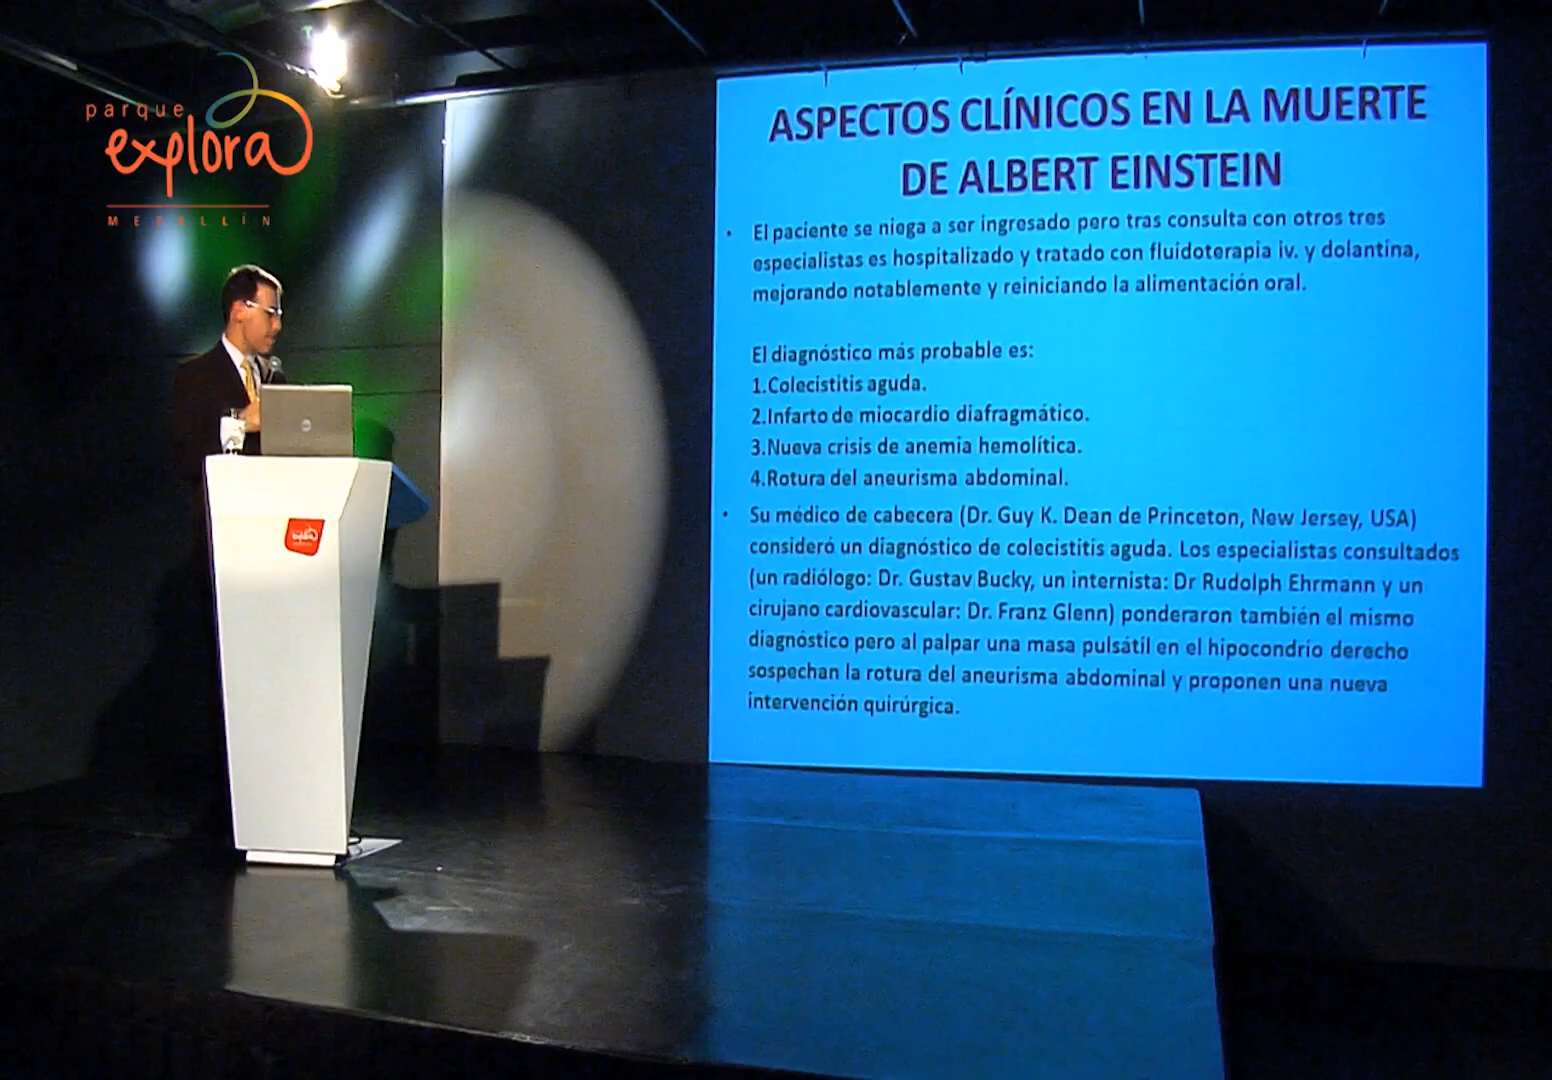 parque
explora
MEDELLÍN
ASPECTOS CLÍNICOS EN LA MUERTE
DE ALBERT EINSTEIN
• El paciente se niega a ser ingresado pero tras consulta con otros tres
especialistas es hospitalizado y tratado con fluidoterapia iv. y dolantina,
mejorando notablemente y reiniciando la alimentación oral.
El diagnóstico más probable es:
1.Colecistitis aguda.
2.Infarto de miocardio diafragmático.
3.Nueva crisis de anemia hemolítica.
4.Rotura del aneurisma abdominal.
• Su médico de cabecera (Dr. Guy K. Dean de Princeton, New Jersey, USA)
consideró un diagnóstico de colecistitis aguda. Los especialistas consultados
(un radiólogo: Dr. Gustav Bucky, un internista: Dr Rudolph Ehrmann y un
cirujano cardiovascular: Dr. Franz Glenn) ponderaron también el mismo
diagnóstico pero al palpar una masa pulsátil en el hipocondrio derecho
sospechan la rotura del aneurisma abdominal y proponen una nueva
intervención quirúrgica.
explora